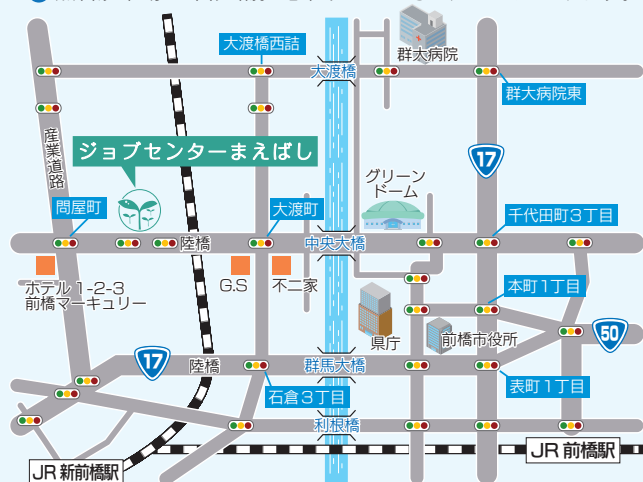 大渡橋西詰
群大病院
大渡橋
群大病院東
産業道路
ジョブセンターまえばし
17
グリーン
ドーム
問屋町
大渡町
千代田町3丁目
陸橋
中央大橋
ホテル1-2-3
前橋マーキュリー
G.S
不二家
本町1丁目
県庁
前橋市役所
50
17
陸橋
群馬大橋
石倉3丁目
表町1丁目
利根橋
JR 前橋駅
JR 新前橋駅